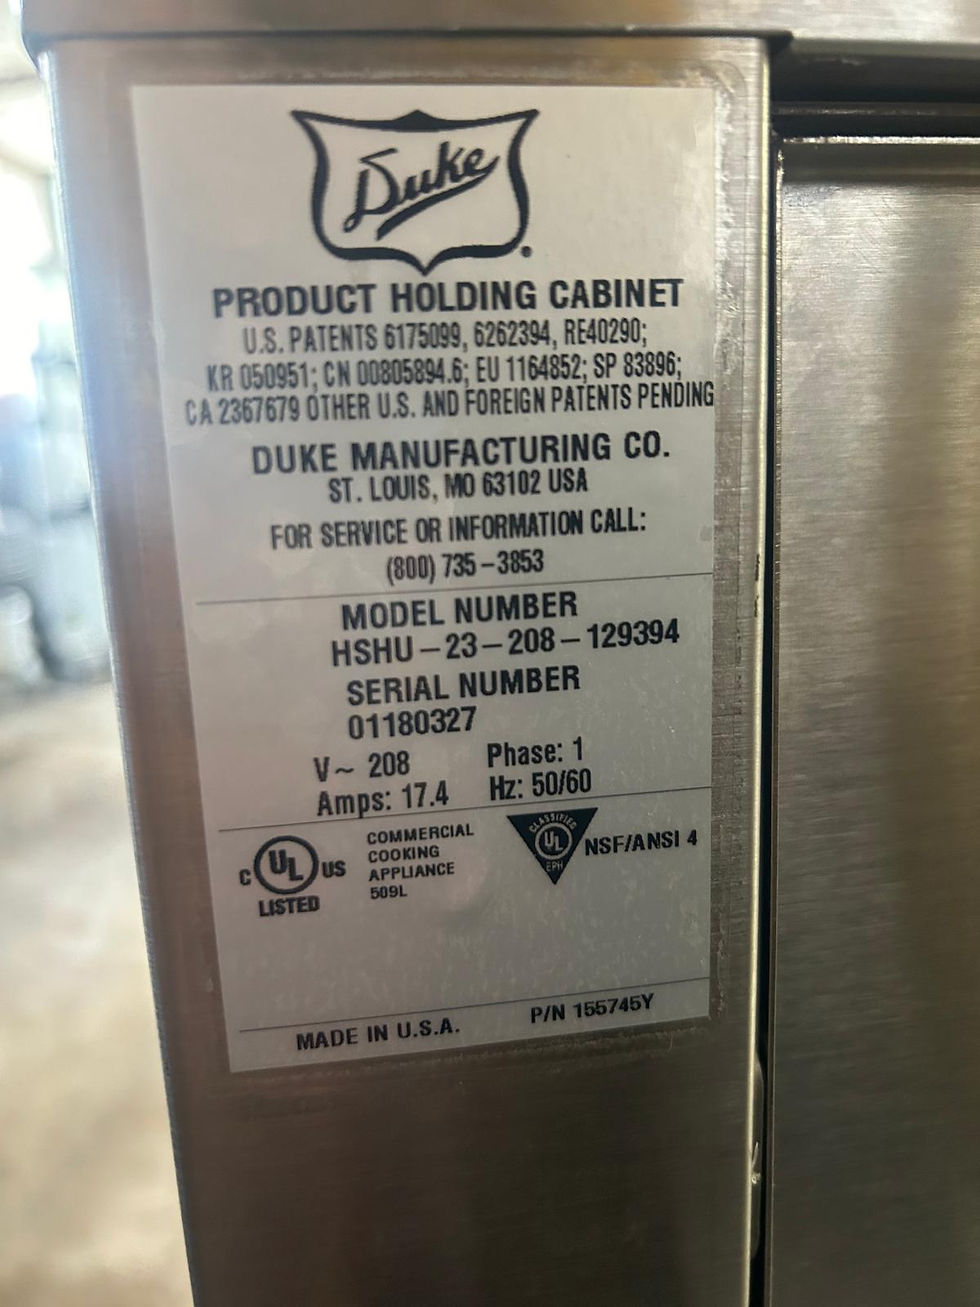 Duke
PRODUCT HOLDING CABINET
U.S. PATENTS 6175099, 6262394, RE40290;
KR 050951; CN 00805894.6; EU 1164852; SP 83896;
CA 2367679 OTHER U.S. AND FOREIGN PATENTS PENDING
DUKE MANUFACTURING CO.
ST. LOUIS, MO 63102 USA
FOR SERVICE OR INFORMATION CALL:
(800) 735-3853
MODEL NUMBER
HSHU-23-208-129394
SERIAL NUMBER
01180327
V~ 208 Phase: 1
Amps: 17.4 Hz: 50/60
C UL US
LISTED
COMMERCIAL
COOKING
APPLIANCE
509L
CLASSIFIED
UL
EPH
NSF/ANSI 4
MADE IN U.S.A. P/N 155745Y